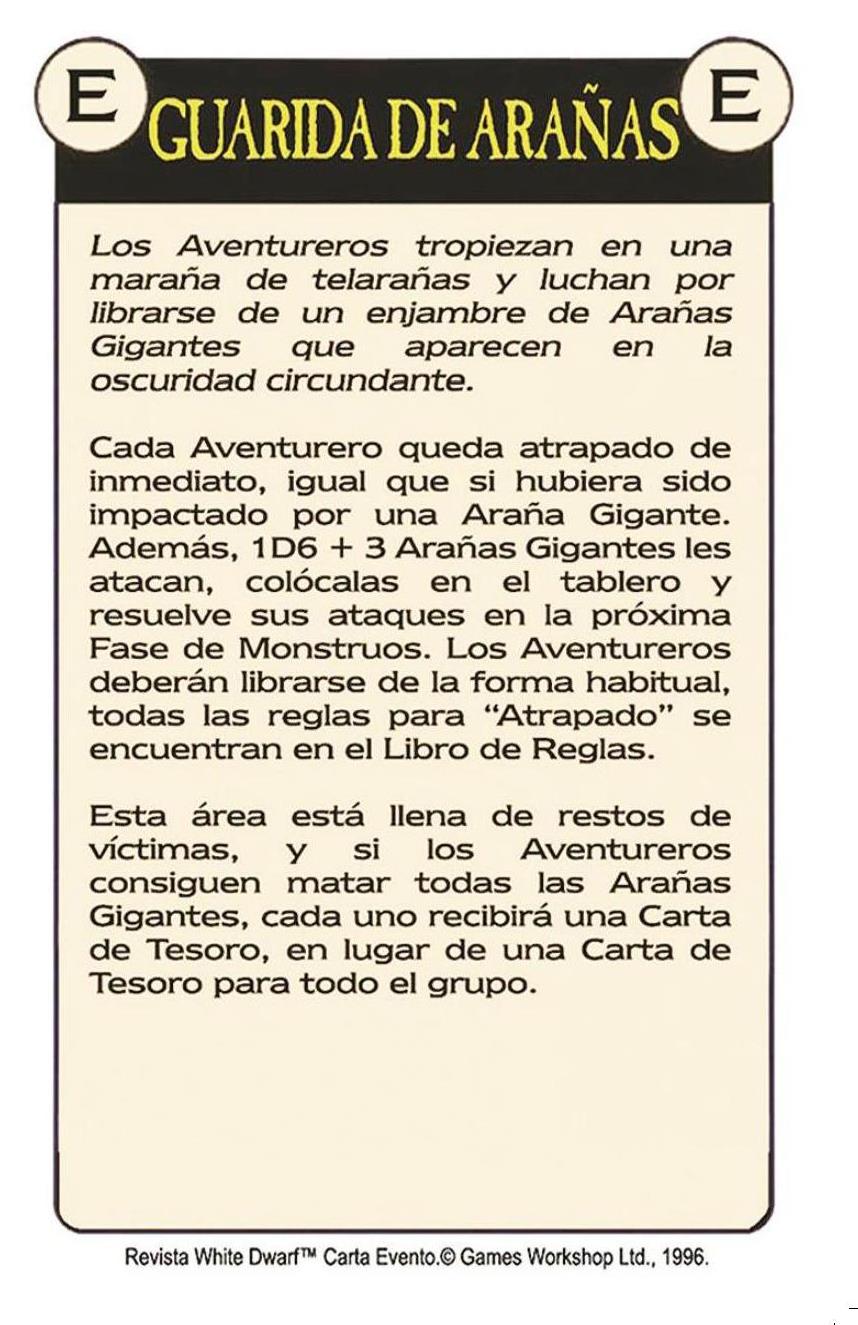 E GUARIDA DE ARAÑAS E
Los Aventureros tropiezan en una
maraña de telarañas y luchan por
librarse de un enjambre de Arañas
Gigantes que aparecen en la
oscuridad circundante.
Cada Aventurero queda atrapado de
inmediato, igual que si hubiera sido
impactado por una Araña Gigante.
Además, 1D6 + 3 Arañas Gigantes les
atacan, colócalas en el tablero y
resuelve sus ataques en la próxima
Fase de Monstruos. Los Aventureros
deberán librarse de la forma habitual,
todas las reglas para “Atrapado” se
encuentran en el Libro de Reglas.
Esta área está llena de restos de
víctimas, y si los Aventureros
consiguen matar todas las Arañas
Gigantes, cada uno recibirá una Carta
de Tesoro, en lugar de una Carta de
Tesoro para todo el grupo.
Revista White Dwarf™ Carta Evento.© Games Workshop Ltd., 1996.